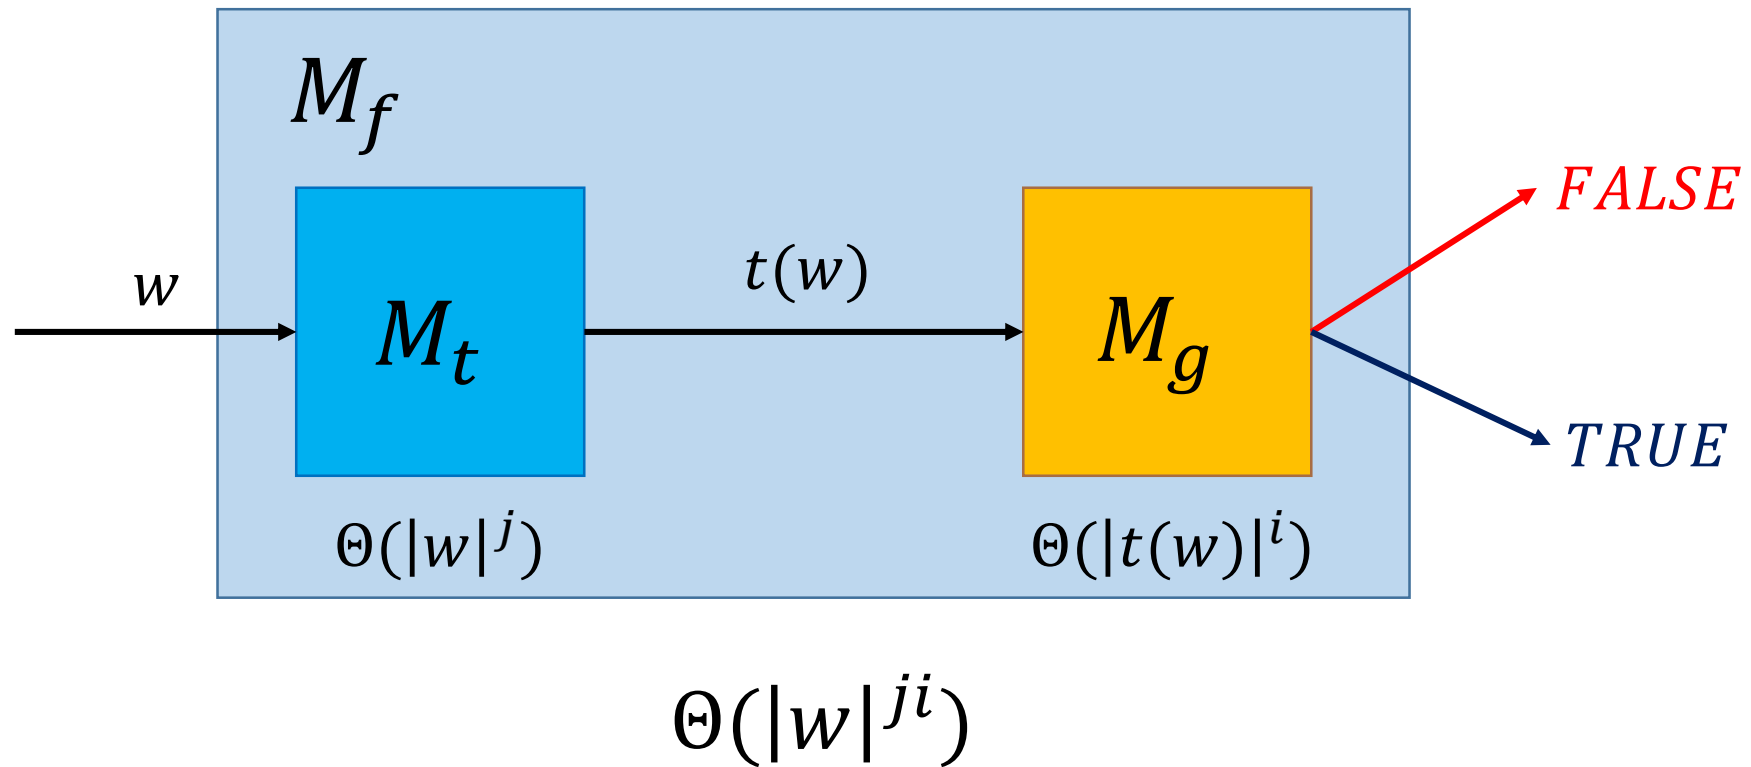 M_f
w
M_t
t(w)
M_g
FALSE
TRUE
Θ(|w|^j)
Θ(|t(w)|^i)
Θ(|w|^{ji})